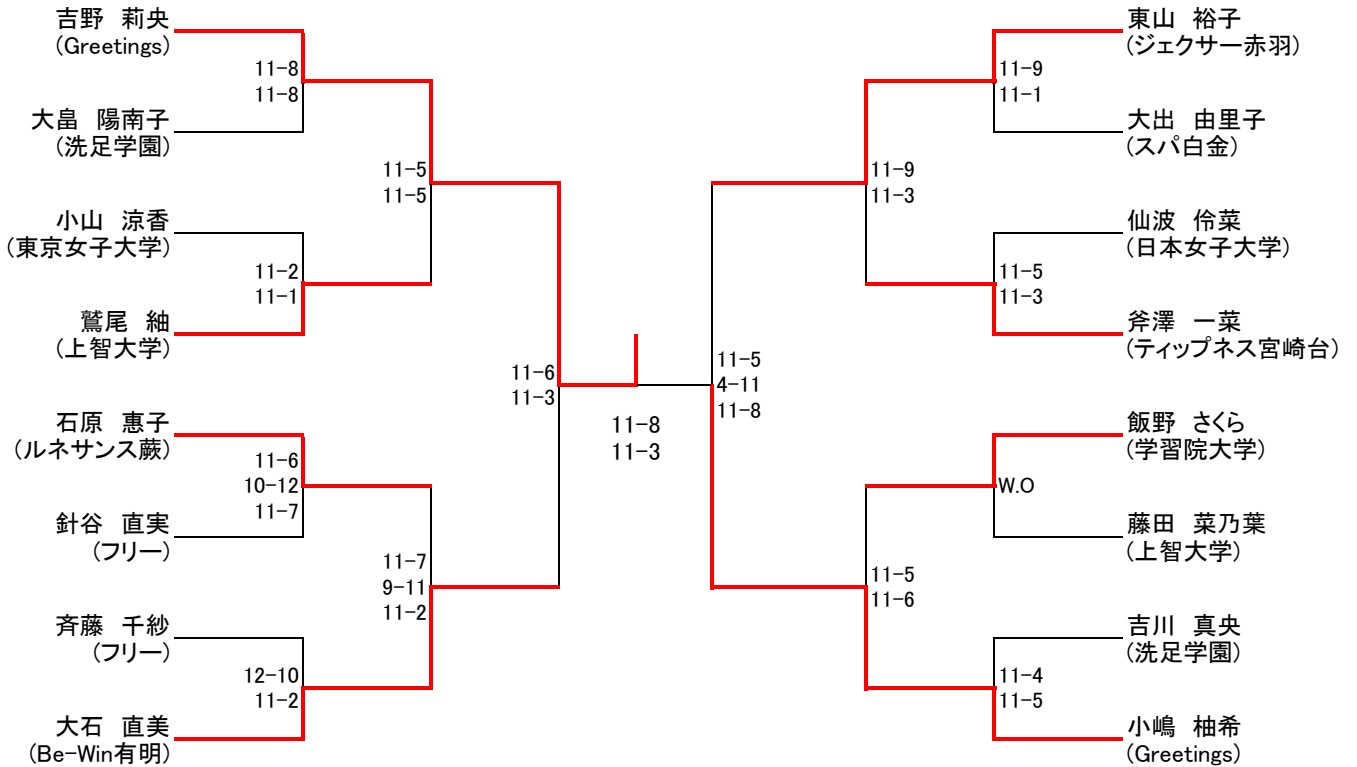 吉野　莉央
(Greetings)
11-8
11-8
大畠　陽南子
(洗足学園)
11-5
11-5
小山　涼香
(東京女子大学)
11-2
11-1
鷲尾　紬
(上智大学)
11-6
11-3
石原　惠子
(ルネサンス蕨)
11-6
10-12
11-7
針谷　直実
(フリー)
11-7
9-11
11-2
斉藤　千紗
(フリー)
12-10
11-2
大石　直美
(Be-Win有明)
11-8
11-3
東山　裕子
(ジェクサー赤羽)
11-9
11-1
大出　由里子
(スパ白金)
11-9
11-3
仙波　伶菜
(日本女子大学)
11-5
11-3
斧澤　一菜
(ティップネス宮崎台)
11-5
4-11
11-8
飯野　さくら
(学習院大学)
W.O
藤田　菜乃葉
(上智大学)
11-5
11-6
吉川　真央
(洗足学園)
11-4
11-5
小嶋　柚希
(Greetings)